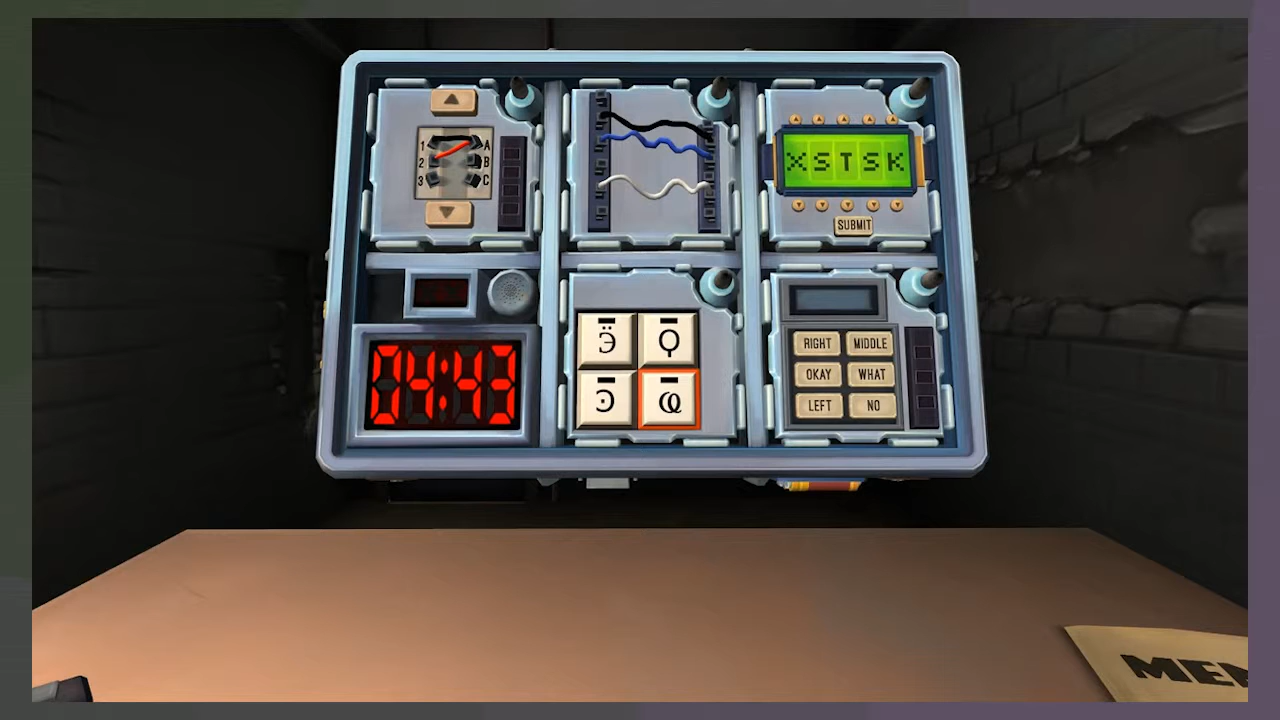 1 A
2 B
3 C
XSTSK
SUBMIT
04:43
Ӭ Ϙ
Ͽ Ҩ
RIGHT MIDDLE
OKAY WHAT
LEFT NO